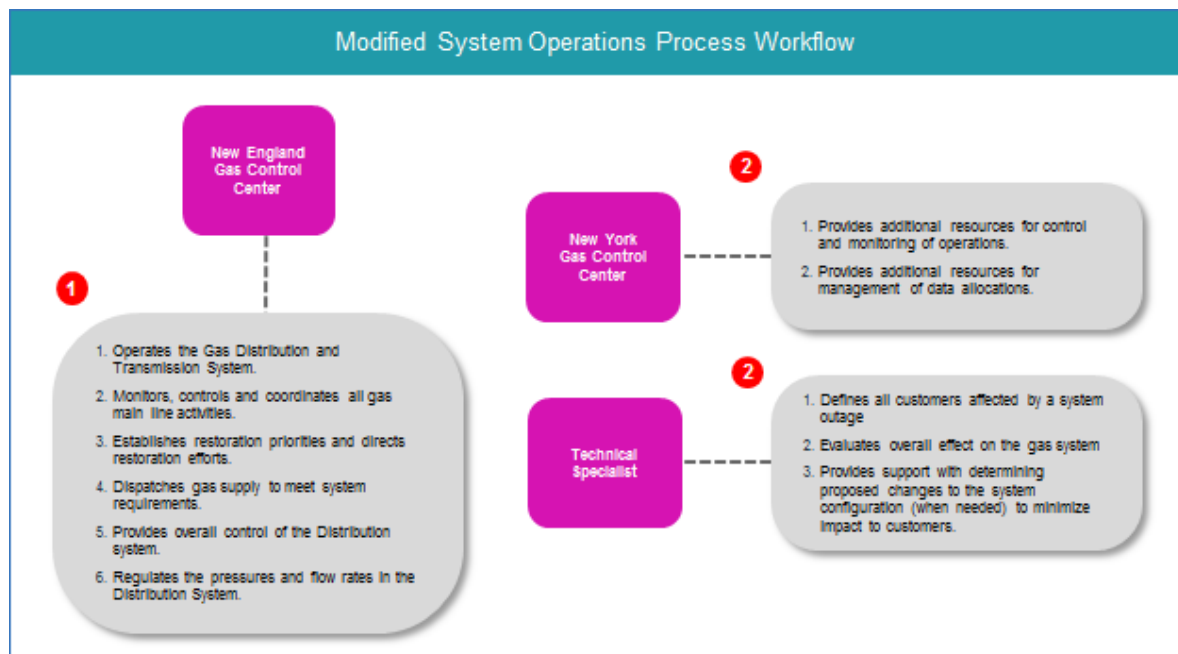 Modified System Operations Process Workflow
New England
Gas Control
Center
1
1. Operates the Gas Distribution and
Transmission System.
2. Monitors, controls and coordinates all gas
main line activities.
3. Establishes restoration priorities and directs
restoration efforts.
4. Dispatches gas supply to meet system
requirements.
5. Provides overall control of the Distribution
system.
6. Regulates the pressures and flow rates in the
Distribution System.
New York
Gas Control
Center
2
1. Provides additional resources for control
and monitoring of operations.
2. Provides additional resources for
management of data allocations.
Technical
Specialist
2
1. Defines all customers affected by a system
outage
2. Evaluates overall effect on the gas system
3. Provides support with determining
proposed changes to the system
configuration (when needed) to minimize
impact to customers.